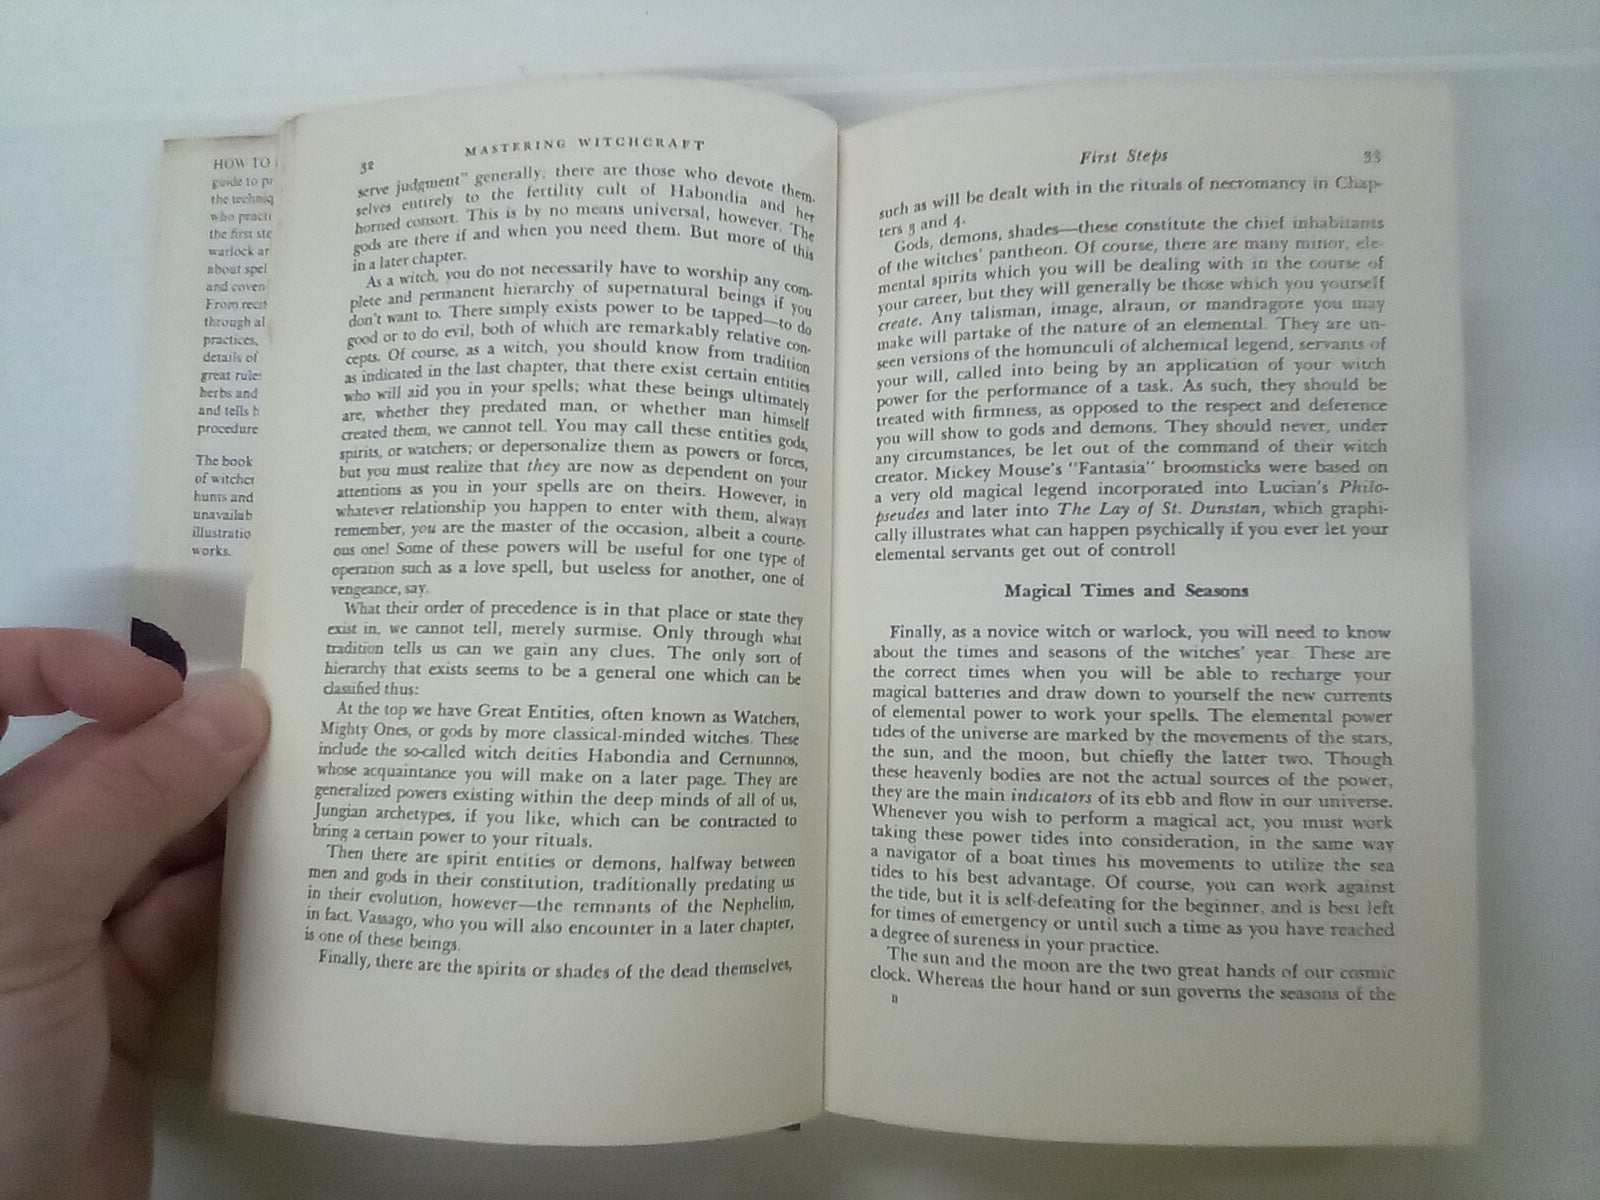 HOW TO
guide to pr
the techniq
who practi
the first ste
warlock ar
about spel
and coven
From recit
through al
practices,
details of
great rules
herbs and
and tells h
procedure
The book
of witcher
hunts and
unavailab
illustratio
works.
32
MASTERING WITCHCRAFT
serve judgment" generally, there are those who devote them-
selves entirely to the fertility cult of Habondia and her
horned consort. This is by no means universal, however. The
gods are there if and when you need them. But more of this
in a later chapter.
As a witch, you do not necessarily have to worship any com-
plete and permanent hierarchy of supernatural beings if you
don't want to. There simply exists power to be tapped—to do
good or to do evil, both of which are remarkably relative con-
cepts. Of course, as a witch, you should know from tradition
as indicated in the last chapter, that there exist certain entities
who will aid you in your spells; what these beings ultimately
are, whether they predated man, or whether man himself
created them, we cannot tell. You may call these entities gods,
spirits, or watchers; or depersonalize them as powers or forces,
but you must realize that they are now as dependent on your
attentions as you in your spells are on theirs. However, in
whatever relationship you happen to enter with them, always
remember, you are the master of the occasion, albeit a courte-
ous one! Some of these powers will be useful for one type of
operation such as a love spell, but useless for another, one of
vengeance, say.
What their order of precedence is in that place or state they
exist in, we cannot tell, merely surmise. Only through what
tradition tells us can we gain any clues. The only sort of
hierarchy that exists seems to be a general one which can be
classified thus:
At the top we have Great Entities, often known as Watchers,
Mighty Ones, or gods by more classical-minded witches. These
include the so-called witch deities Habondia and Cernunnos,
whose acquaintance you will make on a later page. They are
generalized powers existing within the deep minds of all of us,
Jungian archetypes, if you like, which can be contracted to
bring a certain power to your rituals.
Then there are spirit entities or demons, halfway between
men and gods in their constitution, traditionally predating us
in their evolution, however—the remnants of the Nephelim,
in fact. Vassago, who you will also encounter in a later chapter,
is one of these beings.
Finally, there are the spirits or shades of the dead themselves,
First Steps
33
such as will be dealt with in the rituals of necromancy in Chap-
ters 3 and 4.
Gods, demons, shades—these constitute the chief inhabitants
of the witches' pantheon. Of course, there are many minor, ele-
mental spirits which you will be dealing with in the course of
your career, but they will generally be those which you yourself
create. Any talisman, image, alraun, or mandragore you may
make will partake of the nature of an elemental. They are un-
seen versions of the homunculi of alchemical legend, servants of
your will, called into being by an application of your witch
power for the performance of a task. As such, they should be
treated with firmness, as opposed to the respect and deference
you will show to gods and demons. They should never, under
any circumstances, be let out of the command of their witch
creator. Mickey Mouse's "Fantasia" broomsticks were based on
a very old magical legend incorporated into Lucian's Philo-
pseudes and later into The Lay of St. Dunstan, which graphi-
cally illustrates what can happen psychically if you ever let your
elemental servants get out of control!
Magical Times and Seasons
Finally, as a novice witch or warlock, you will need to know
about the times and seasons of the witches' year. These are
the correct times when you will be able to recharge your
magical batteries and draw down to yourself the new currents
of elemental power to work your spells. The elemental power
tides of the universe are marked by the movements of the stars,
the sun, and the moon, but chiefly the latter two. Though
these heavenly bodies are not the actual sources of the power,
they are the main indicators of its ebb and flow in our universe.
Whenever you wish to perform a magical act, you must work
taking these power tides into consideration, in the same way
a navigator of a boat times his movements to utilize the sea
tides to his best advantage. Of course, you can work against
the tide, but it is self-defeating for the beginner, and is best left
for times of emergency or until such a time as you have reached
a degree of sureness in your practice.
The sun and the moon are the two great hands of our cosmic
clock. Whereas the hour hand or sun governs the seasons of the